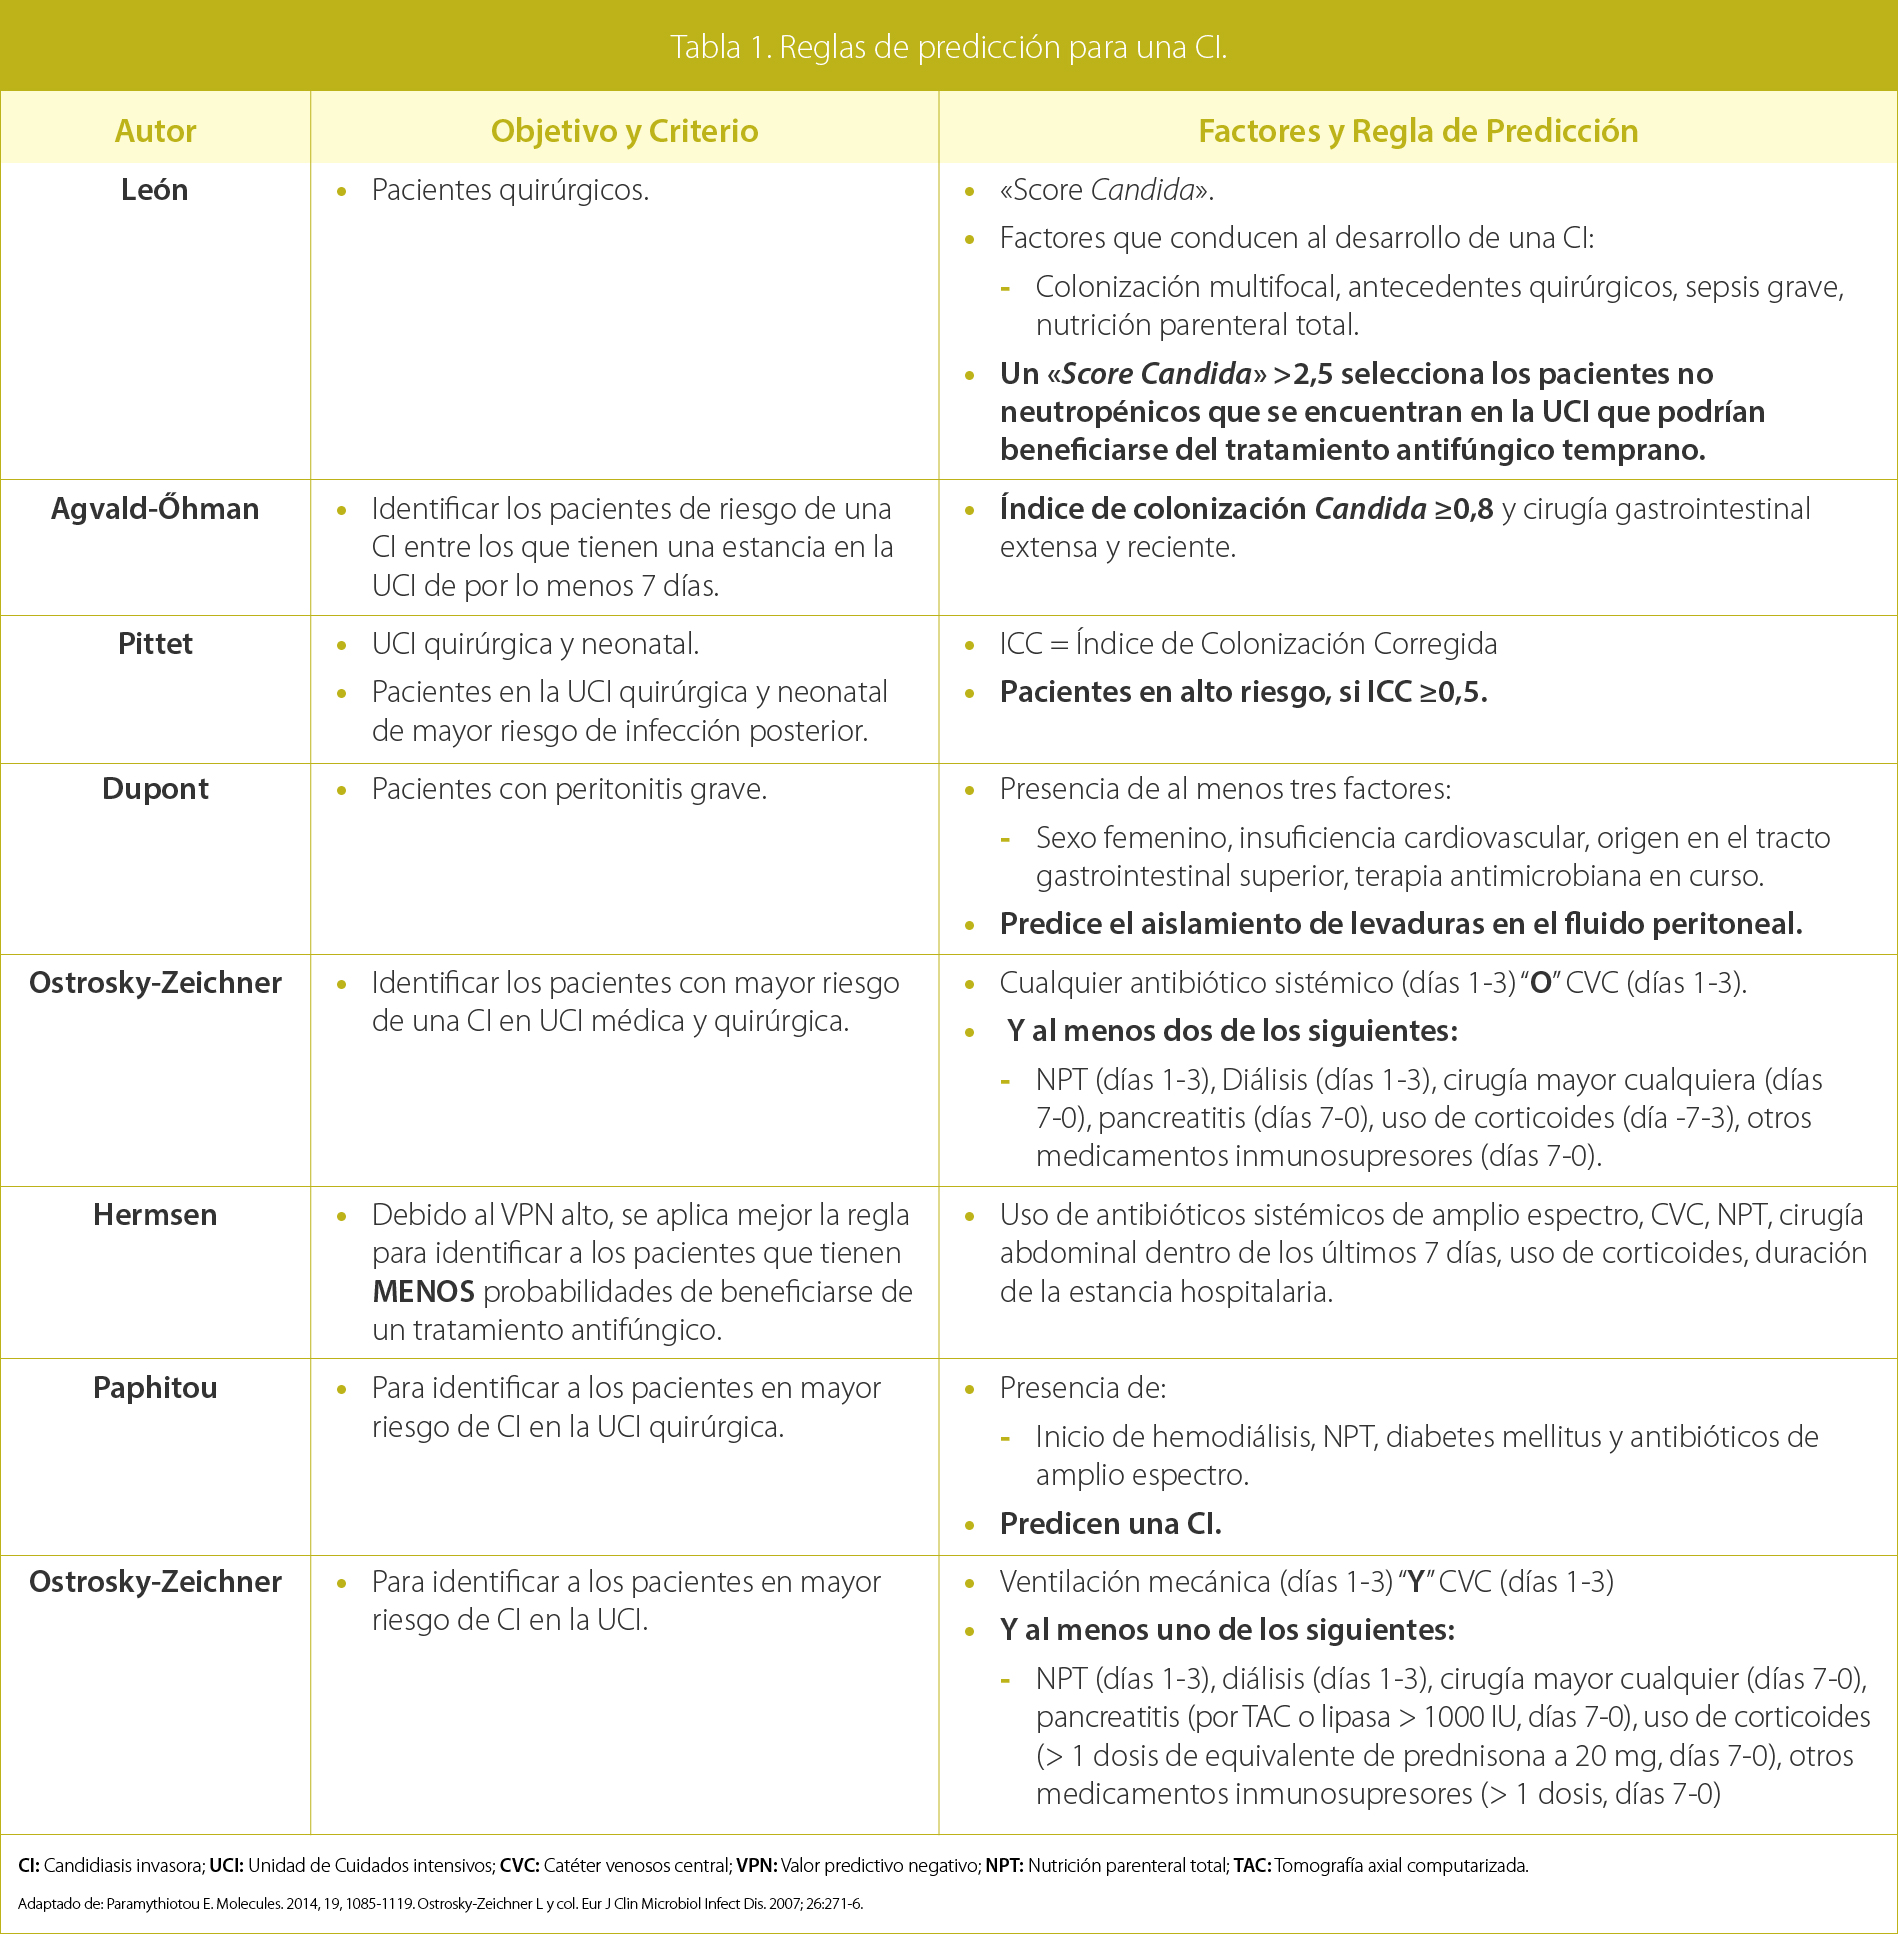 Tabla 1. Reglas de predicción para una CI.
Autor
Objetivo y Criterio
Factores y Regla de Predicción
León
• Pacientes quirúrgicos.
• «Score Candida».
• Factores que conducen al desarrollo de una CI:
- Colonización multifocal, antecedentes quirúrgicos, sepsis grave,
nutrición parenteral total.
• Un «Score Candida» >2,5 selecciona los pacientes no
neutropénicos que se encuentran en la UCI que podrían
beneficiarse del tratamiento antifúngico temprano.
Agvald-Őhman
• Identificar los pacientes de riesgo de una
CI entre los que tienen una estancia en la
UCI de por lo menos 7 días.
• Índice de colonización Candida ≥0,8 y cirugía gastrointestinal
extensa y reciente.
Pittet
• UCI quirúrgica y neonatal.
• Pacientes en la UCI quirúrgica y neonatal
de mayor riesgo de infección posterior.
• ICC = Índice de Colonización Corregida
• Pacientes en alto riesgo, si ICC ≥0,5.
Dupont
• Pacientes con peritonitis grave.
• Presencia de al menos tres factores:
- Sexo femenino, insuficiencia cardiovascular, origen en el tracto
gastrointestinal superior, terapia antimicrobiana en curso.
• Predice el aislamiento de levaduras en el fluido peritoneal.
Ostrosky-Zeichner
• Identificar los pacientes con mayor riesgo
de una CI en UCI médica y quirúrgica.
• Cualquier antibiótico sistémico (días 1-3) “O” CVC (días 1-3).
• Y al menos dos de los siguientes:
- NPT (días 1-3), Diálisis (días 1-3), cirugía mayor cualquiera (días
7-0), pancreatitis (días 7-0), uso de corticoides (día -7-3), otros
medicamentos inmunosupresores (días 7-0).
Hermsen
• Debido al VPN alto, se aplica mejor la regla
para identificar a los pacientes que tienen
MENOS probabilidades de beneficiarse de
un tratamiento antifúngico.
• Uso de antibióticos sistémicos de amplio espectro, CVC, NPT, cirugía
abdominal dentro de los últimos 7 días, uso de corticoides, duración
de la estancia hospitalaria.
Paphitou
• Para identificar a los pacientes en mayor
riesgo de CI en la UCI quirúrgica.
• Presencia de:
- Inicio de hemodiálisis, NPT, diabetes mellitus y antibióticos de
amplio espectro.
• Predicen una CI.
Ostrosky-Zeichner
• Para identificar a los pacientes en mayor
riesgo de CI en la UCI.
• Ventilación mecánica (días 1-3) “Y” CVC (días 1-3)
• Y al menos uno de los siguientes:
- NPT (días 1-3), diálisis (días 1-3), cirugía mayor cualquier (días 7-0),
pancreatitis (por TAC o lipasa > 1000 IU, días 7-0), uso de corticoides
(> 1 dosis de equivalente de prednisona a 20 mg, días 7-0), otros
medicamentos inmunosupresores (> 1 dosis, días 7-0)
CI: Candidiasis invasora; UCI: Unidad de Cuidados intensivos; CVC: Catéter venosos central; VPN: Valor predictivo negativo; NPT: Nutrición parenteral total; TAC: Tomografía axial computarizada.
Adaptado de: Paramythiotou E. Molecules. 2014, 19, 1085-1119. Ostrosky-Zeichner L y col. Eur J Clin Microbiol Infect Dis. 2007; 26:271-6.